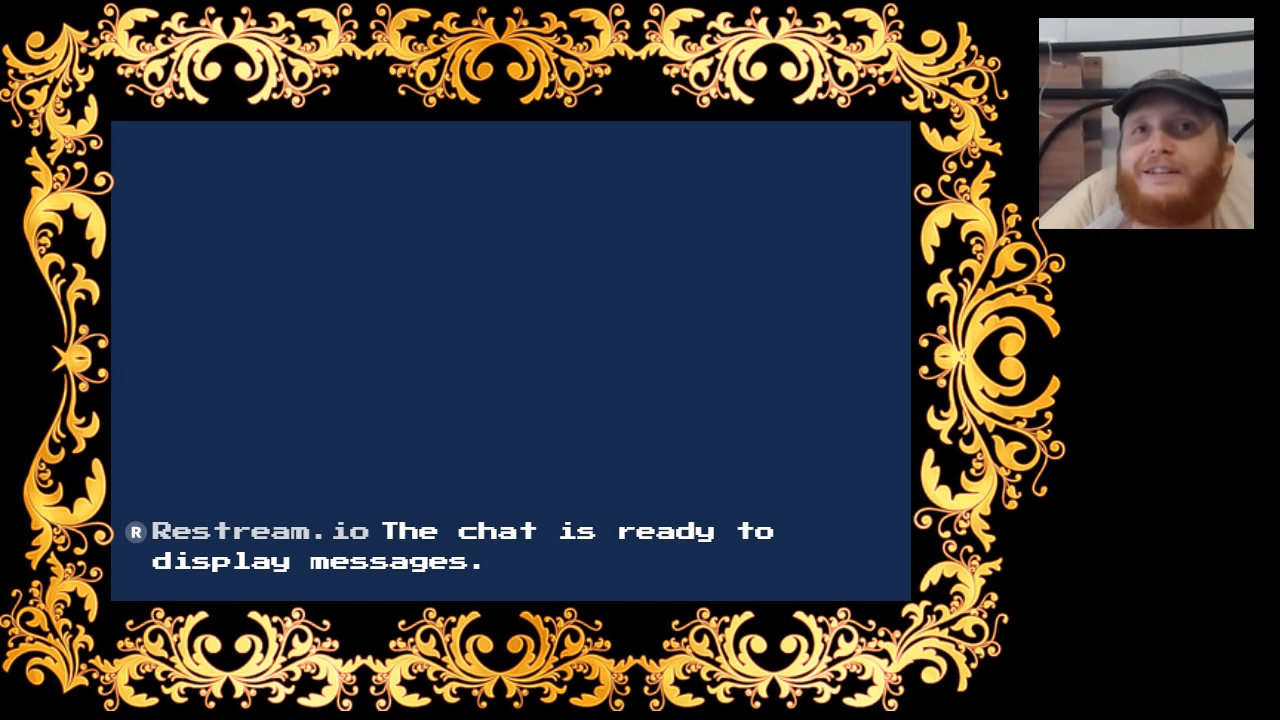 R Restream.io The chat is ready to
display messages.